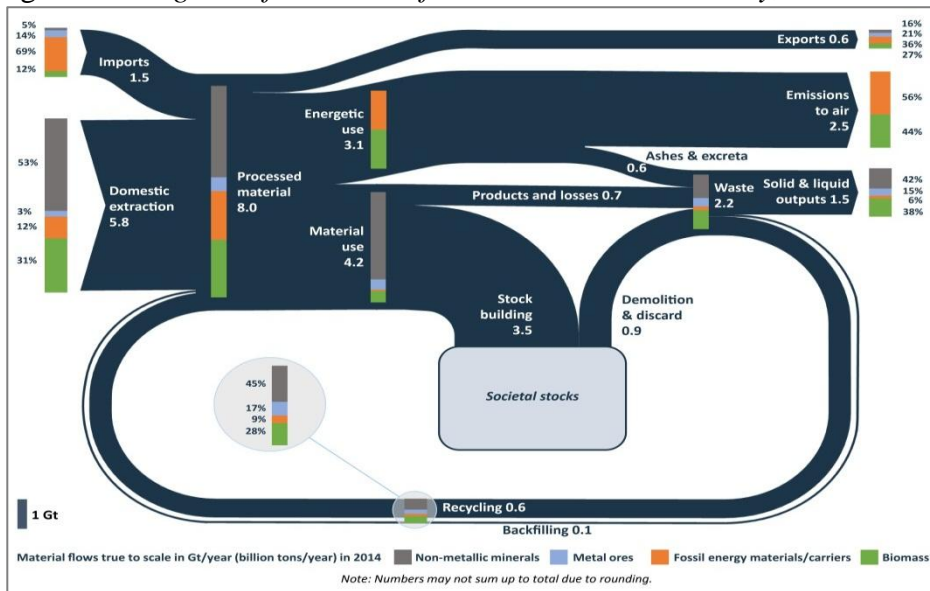 5%
14%
69%
12%
Imports
1.5
Exports 0.6
16%
21%
36%
27%
53%
3%
12%
31%
Domestic
extraction
5.8
Processed
material
8.0
Energetic
use
3.1
Emissions
to air
2.5
56%
44%
Ashes & excreta
0.6
Products and losses 0.7
Waste
2.2
Solid & liquid
outputs 1.5
42%
15%
6%
38%
Material
use
4.2
Stock
building
3.5
Demolition
& discard
0.9
Societal stocks
45%
17%
9%
28%
1 Gt
Recycling 0.6
Backfilling 0.1
Material flows true to scale in Gt/year (billion tons/year) in 2014
Non-metallic minerals
Metal ores
Fossil energy materials/carriers
Biomass
Note: Numbers may not sum up to total due to rounding.